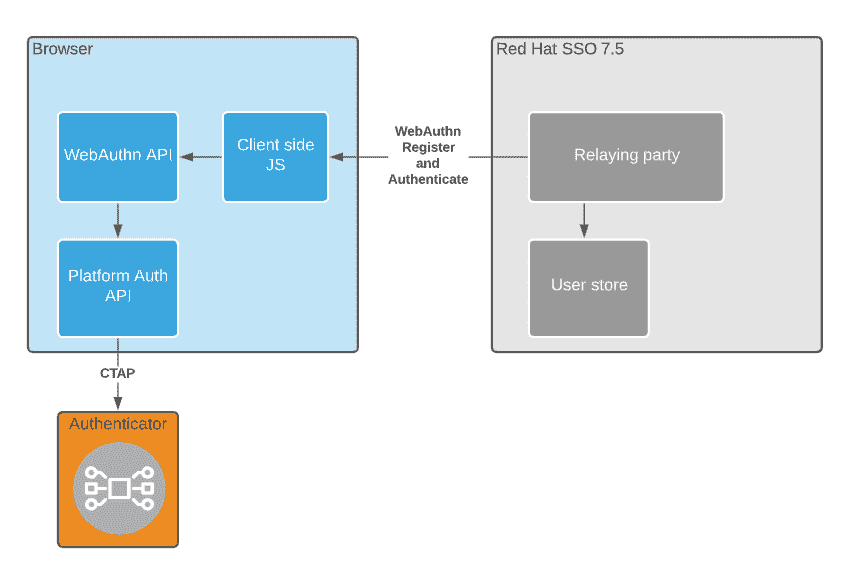 Browser
Red Hat SSO 7.5
WebAuthn API
Client side
JS
WebAuthn
Register
and
Authenticate
Relaying party
Platform Auth
API
User store
CTAP
Authenticator